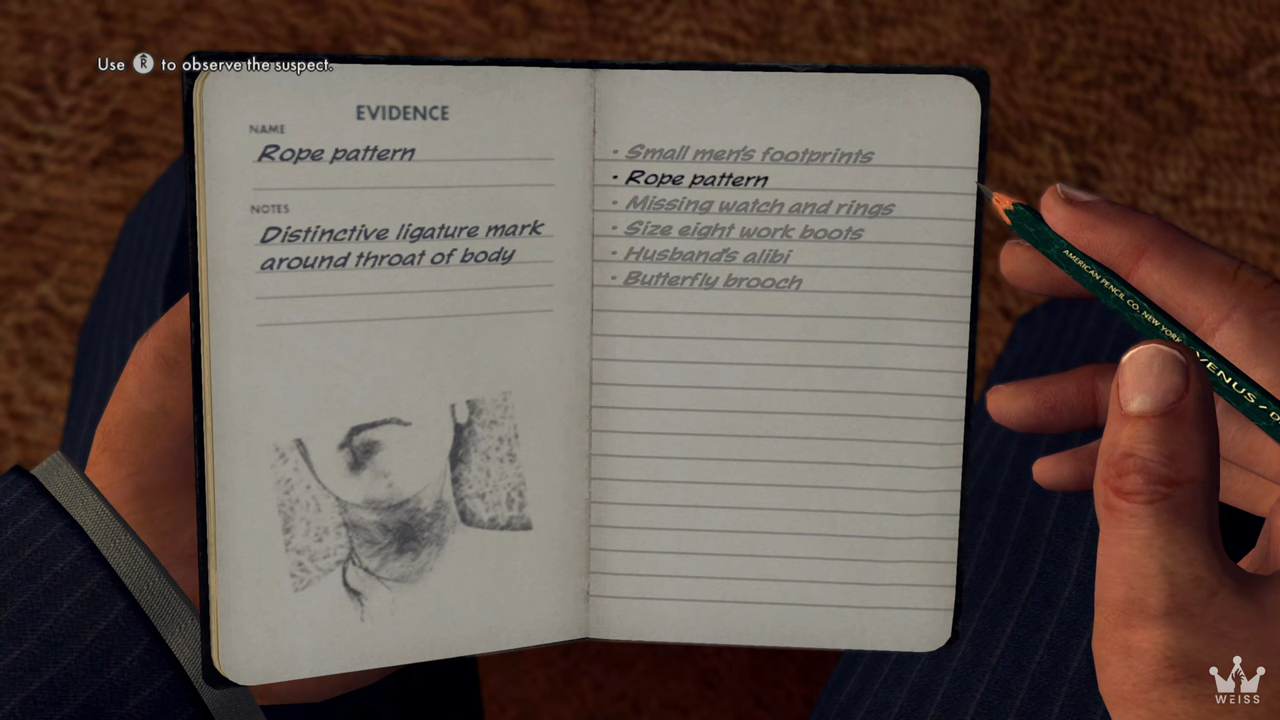 Use R to observe the suspect.
EVIDENCE
NAME
Rope pattern
NOTES
Distinctive ligature mark
around throat of body
• Small men's footprints
• Rope pattern
• Missing watch and rings
• Size eight work boots
• Husband's alibi
• Butterfly brooch
AMERICAN PENCIL CO. NEW YORK
VENUS/D
WEISS